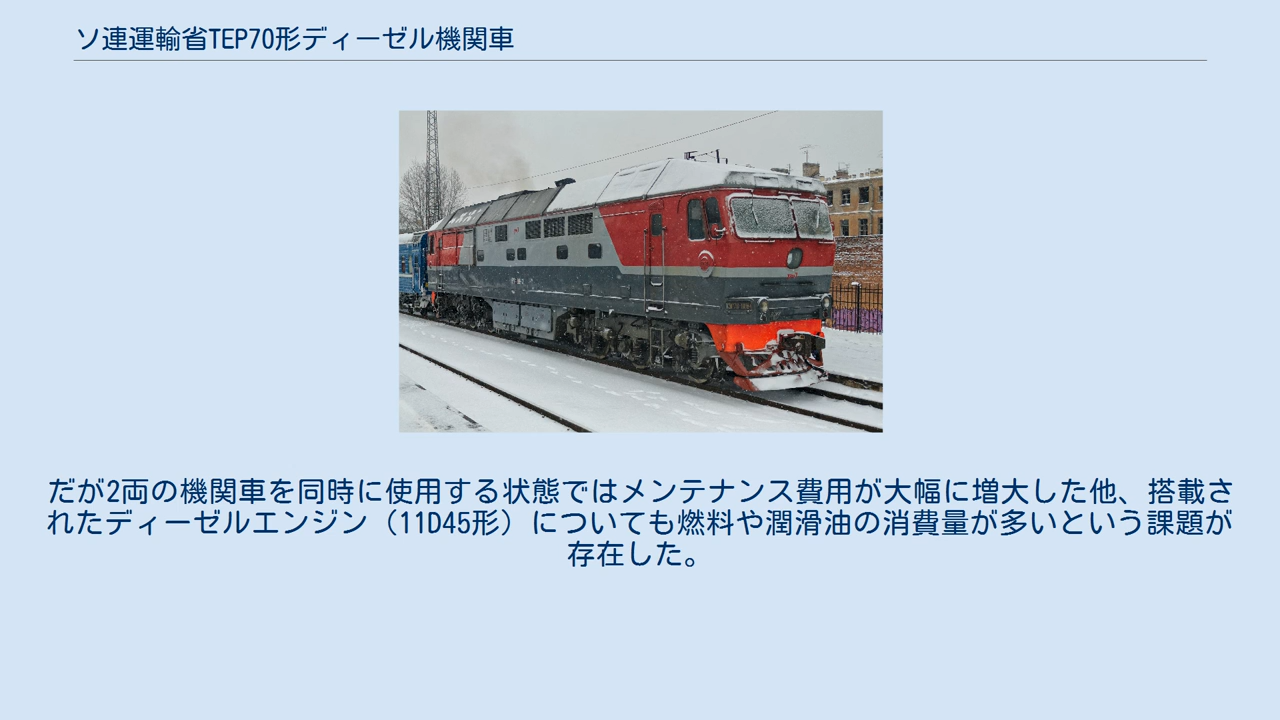 ソ連運輸省TEP70形ディーゼル機関車
だが2両の機関車を同時に使用する状態ではメンテナンス費用が大幅に増大した他、搭載さ
れたディーゼルエンジン（11D45形）についても燃料や潤滑油の消費量が多いという課題が
存在した。